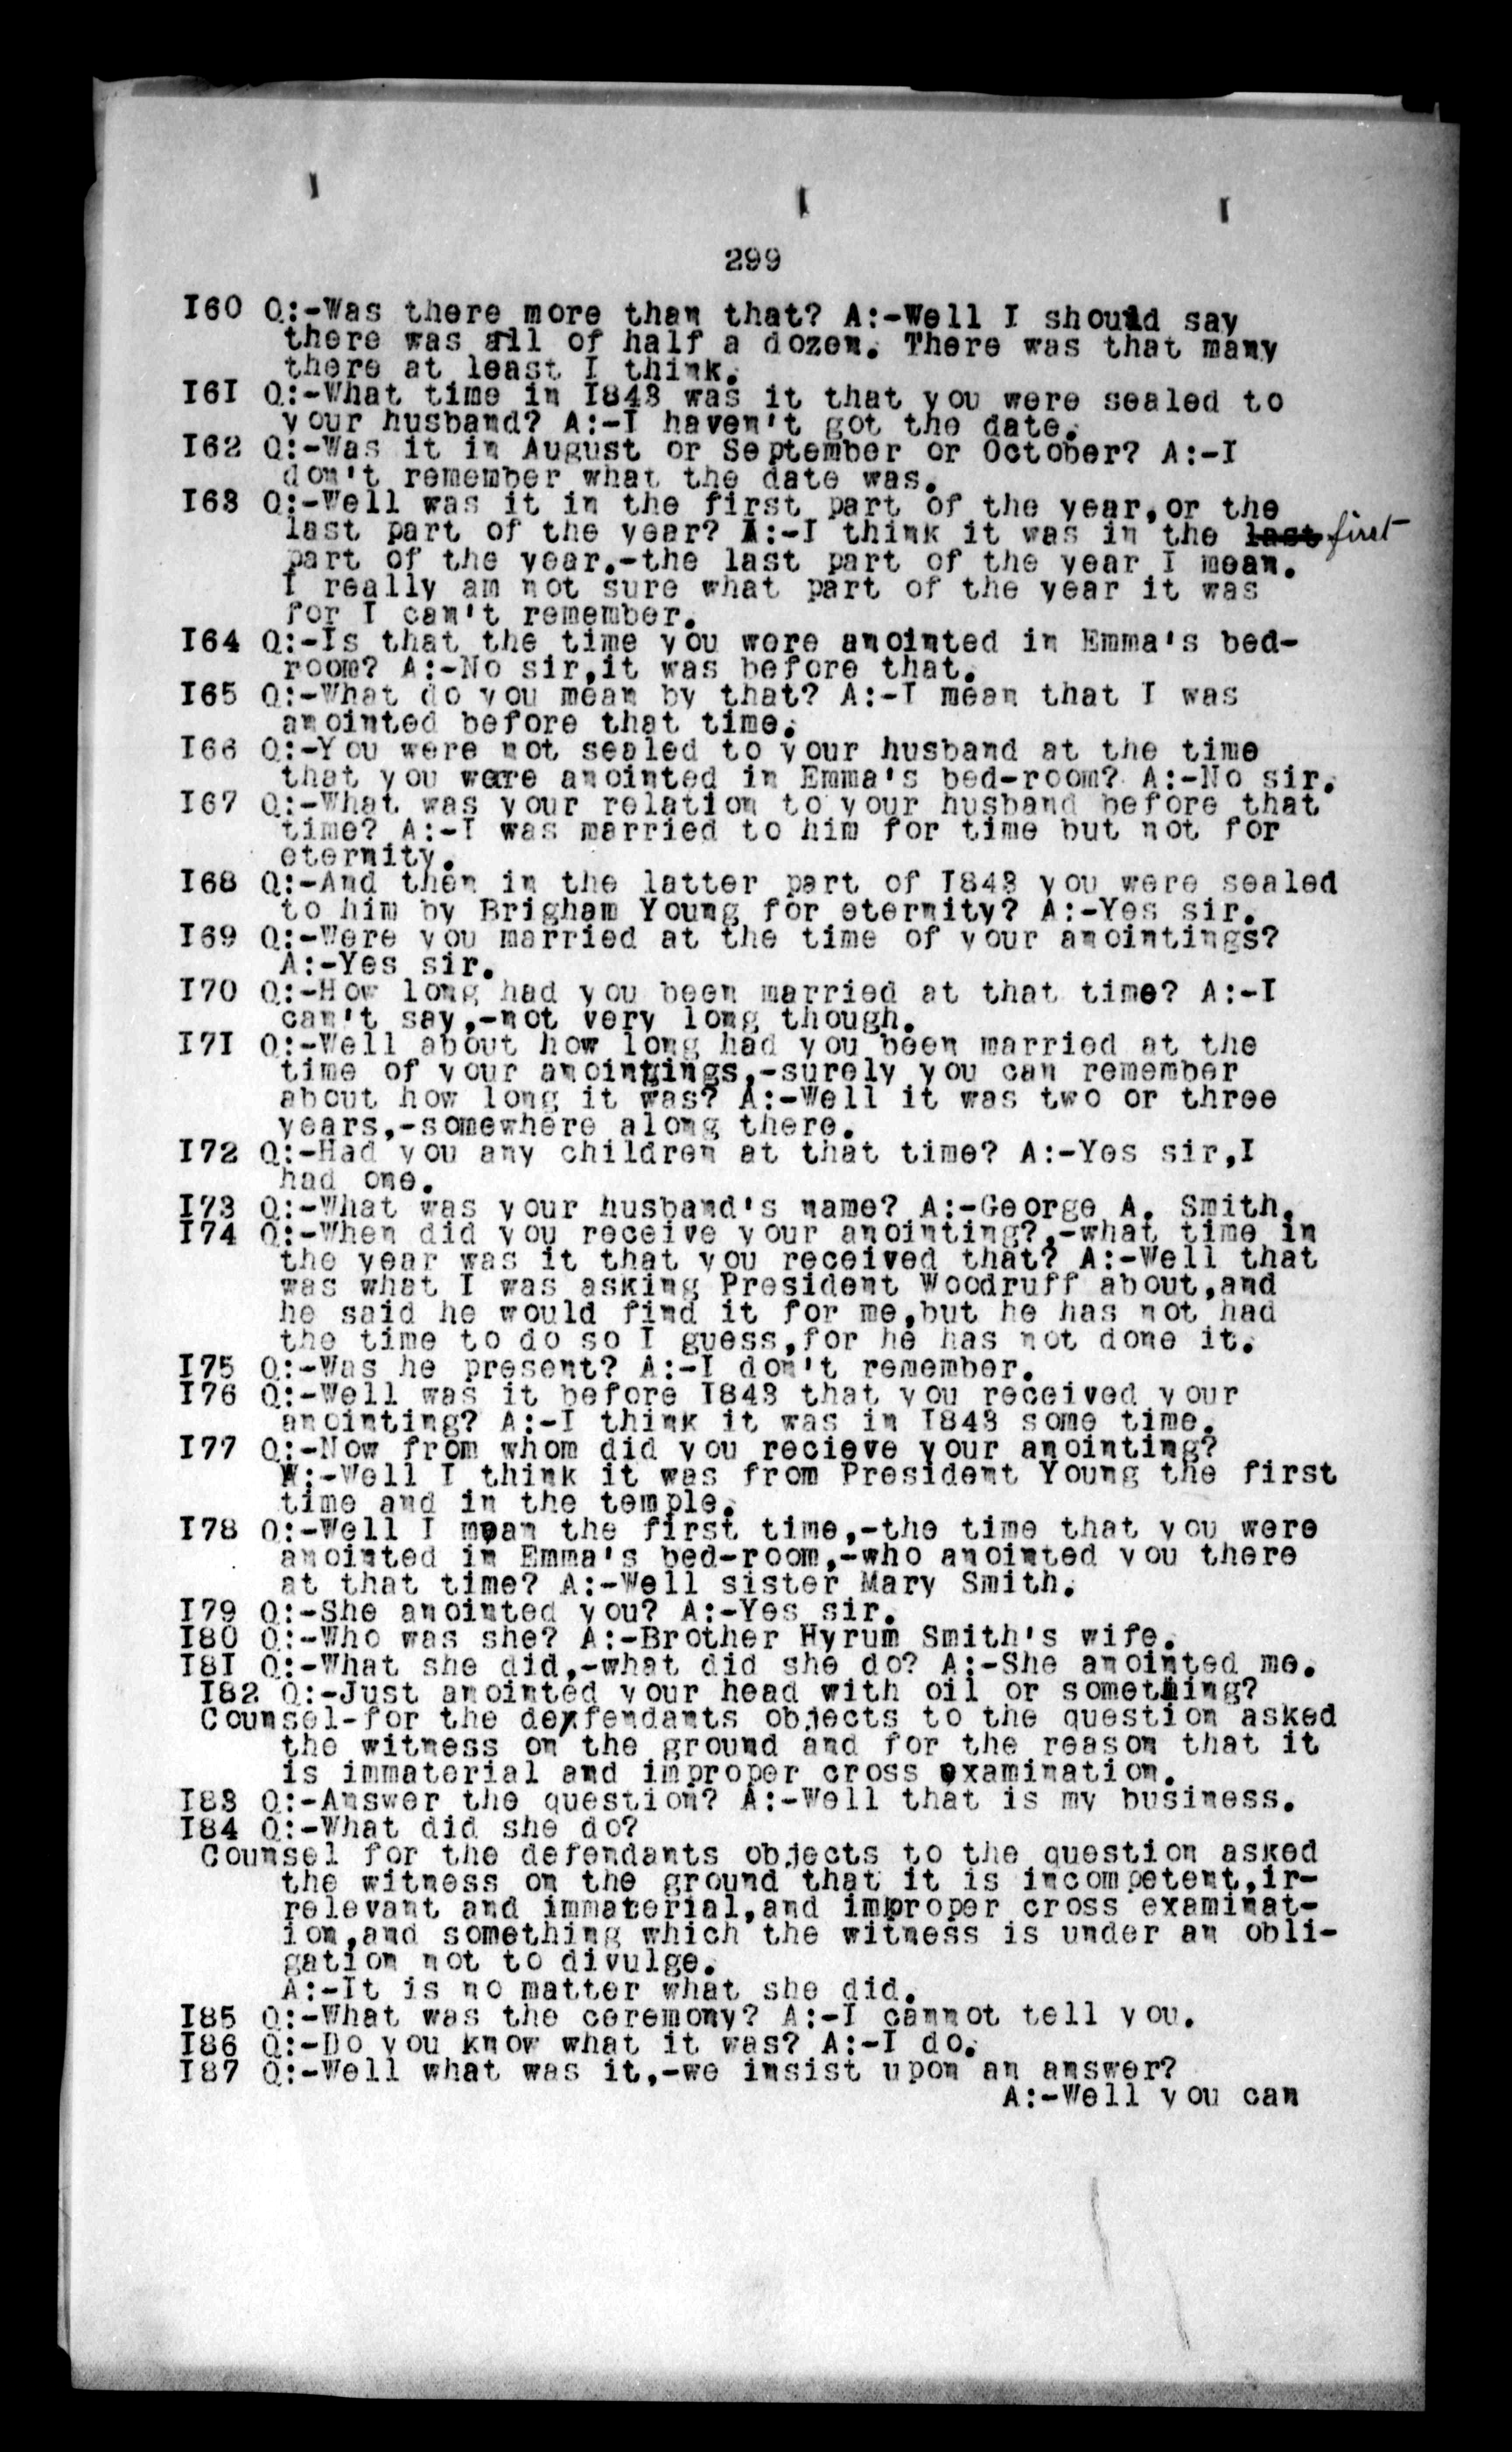 299
I60 Q:-Was there more than that? A:-Well I should say
there was all of half a dozen. There was that many
there at least I think.
I6I Q:-What time in I843 was it that you were sealed to
your husband? A:-I haven't got the date.
I62 Q:-Was it in August or September or October? A:-I
don't remember what the date was.
I63 Q:-Well was it in the first part of the year,or the
last part of the year? A:-I think it was in the last first
part of the year.-the last part of the year I mean.
I really am not sure what part of the year it was
for I can't remember.
I64 Q:-Is that the time you were anointed in Emma's bed-
room? A:-No sir,it was before that.
I65 Q:-What do you mean by that? A:-I mean that I was
anointed before that time.
I66 Q:-You were not sealed to your husband at the time
that you were anointed in Emma's bed-room? A:-No sir.
I67 Q:-What was your relation to your husband before that
time? A:-I was married to him for time but not for
eternity.
I68 Q:-And then in the latter part of I843 you were sealed
to him by Brigham Young for eternity? A:-Yes sir.
I69 Q:-Were you married at the time of your anointings?
A:-Yes sir.
I70 Q:-How long had you been married at that time? A:-I
can't say,-not very long though.
I7I Q:-Well about how long had you been married at the
time of your anointings,-surely you can remember
about how long it was? A:-Well it was two or three
years,-somewhere along there.
I72 Q:-Had you any children at that time? A:-Yes sir,I
had one.
I73 Q:-What was your husband's name? A:-George A. Smith.
I74 Q:-When did you receive your anointing?,-what time in
the year was it that you received that? A:-Well that
was what I was asking President Woodruff about,and
he said he would find it for me,but he has not had
the time to do so I guess,for he has not done it.
I75 Q:-Was he present? A:-I don't remember.
I76 Q:-Well was it before I843 that you received your
anointing? A:-I think it was in I843 some time.
I77 Q:-Now from whom did you recieve your anointing?
A:-Well I think it was from President Young the first
time and in the temple.
I78 Q:-Well I mean the first time,-the time that you were
anointed in Emma's bed-room,-who anointed you there
at that time? A:-Well sister Mary Smith.
I79 Q:-She anointed you? A:-Yes sir.
I80 Q:-Who was she? A:-Brother Hyrum Smith's wife.
I8I Q:-What she did,-what did she do? A:-She anointed me.
I82 Q:-Just anointed your head with oil or something?
Counsel-for the defendants objects to the question asked
the witness on the ground and for the reason that it
is immaterial and improper cross examination.
I83 Q:-Answer the question? A:-Well that is my business.
I84 Q:-What did she do?
Counsel for the defendants objects to the question asked
the witness on the ground that it is incompetent,ir-
relevant and immaterial,and improper cross examinat-
ion,and something which the witness is under an obli-
gation not to divulge.
A:-It is no matter what she did.
I85 Q:-What was the ceremony? A:-I cannot tell you.
I86 Q:-Do you know what it was? A:-I do.
I87 Q:-Well what was it,-we insist upon an answer?
A:-Well you can